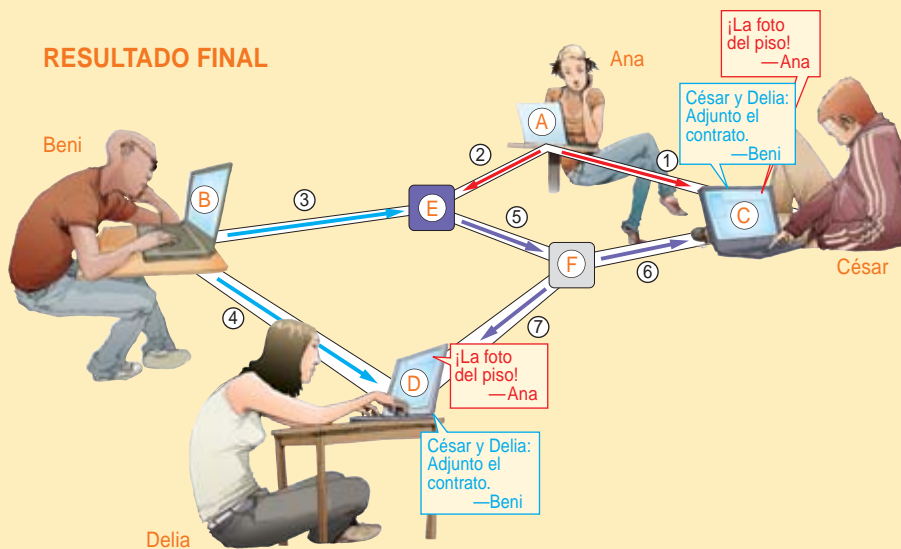 RESULTADO FINAL
¡La foto
del piso!
—Ana
Ana
César y Delia:
Adjunto el
contrato.
—Beni
Beni
A
2
1
B
3
E
C
5
F
6
César
4
7
D
¡La foto
del piso!
—Ana
César y Delia:
Adjunto el
contrato.
—Beni
Delia